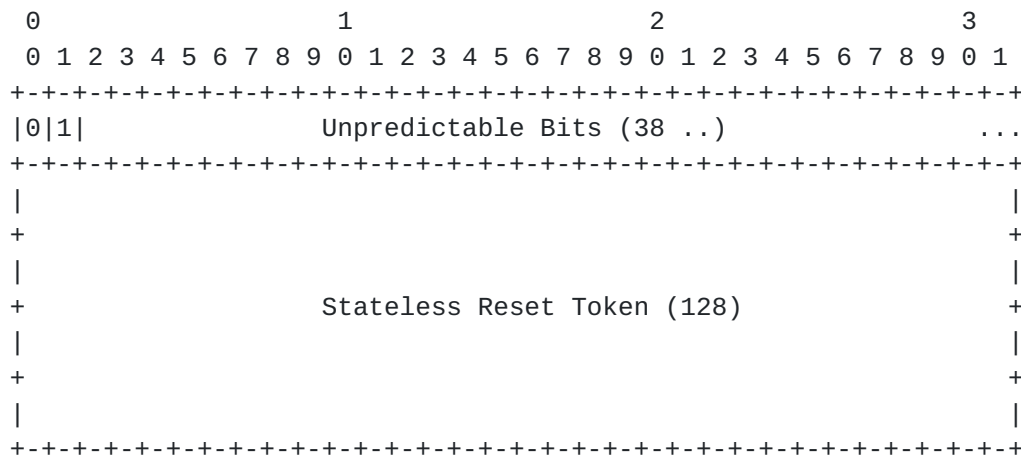 0                   1                   2                   3
0 1 2 3 4 5 6 7 8 9 0 1 2 3 4 5 6 7 8 9 0 1 2 3 4 5 6 7 8 9 0 1
+-+-+-+-+-+-+-+-+-+-+-+-+-+-+-+-+-+-+-+-+-+-+-+-+-+-+-+-+-+-+-+-+
|0|1|               Unpredictable Bits (38 ..)                ...
+-+-+-+-+-+-+-+-+-+-+-+-+-+-+-+-+-+-+-+-+-+-+-+-+-+-+-+-+-+-+-+-+
|                                                               |
+                                                               +
|                                                               |
+                   Stateless Reset Token (128)                 +
|                                                               |
+                                                               +
|                                                               |
+-+-+-+-+-+-+-+-+-+-+-+-+-+-+-+-+-+-+-+-+-+-+-+-+-+-+-+-+-+-+-+-+